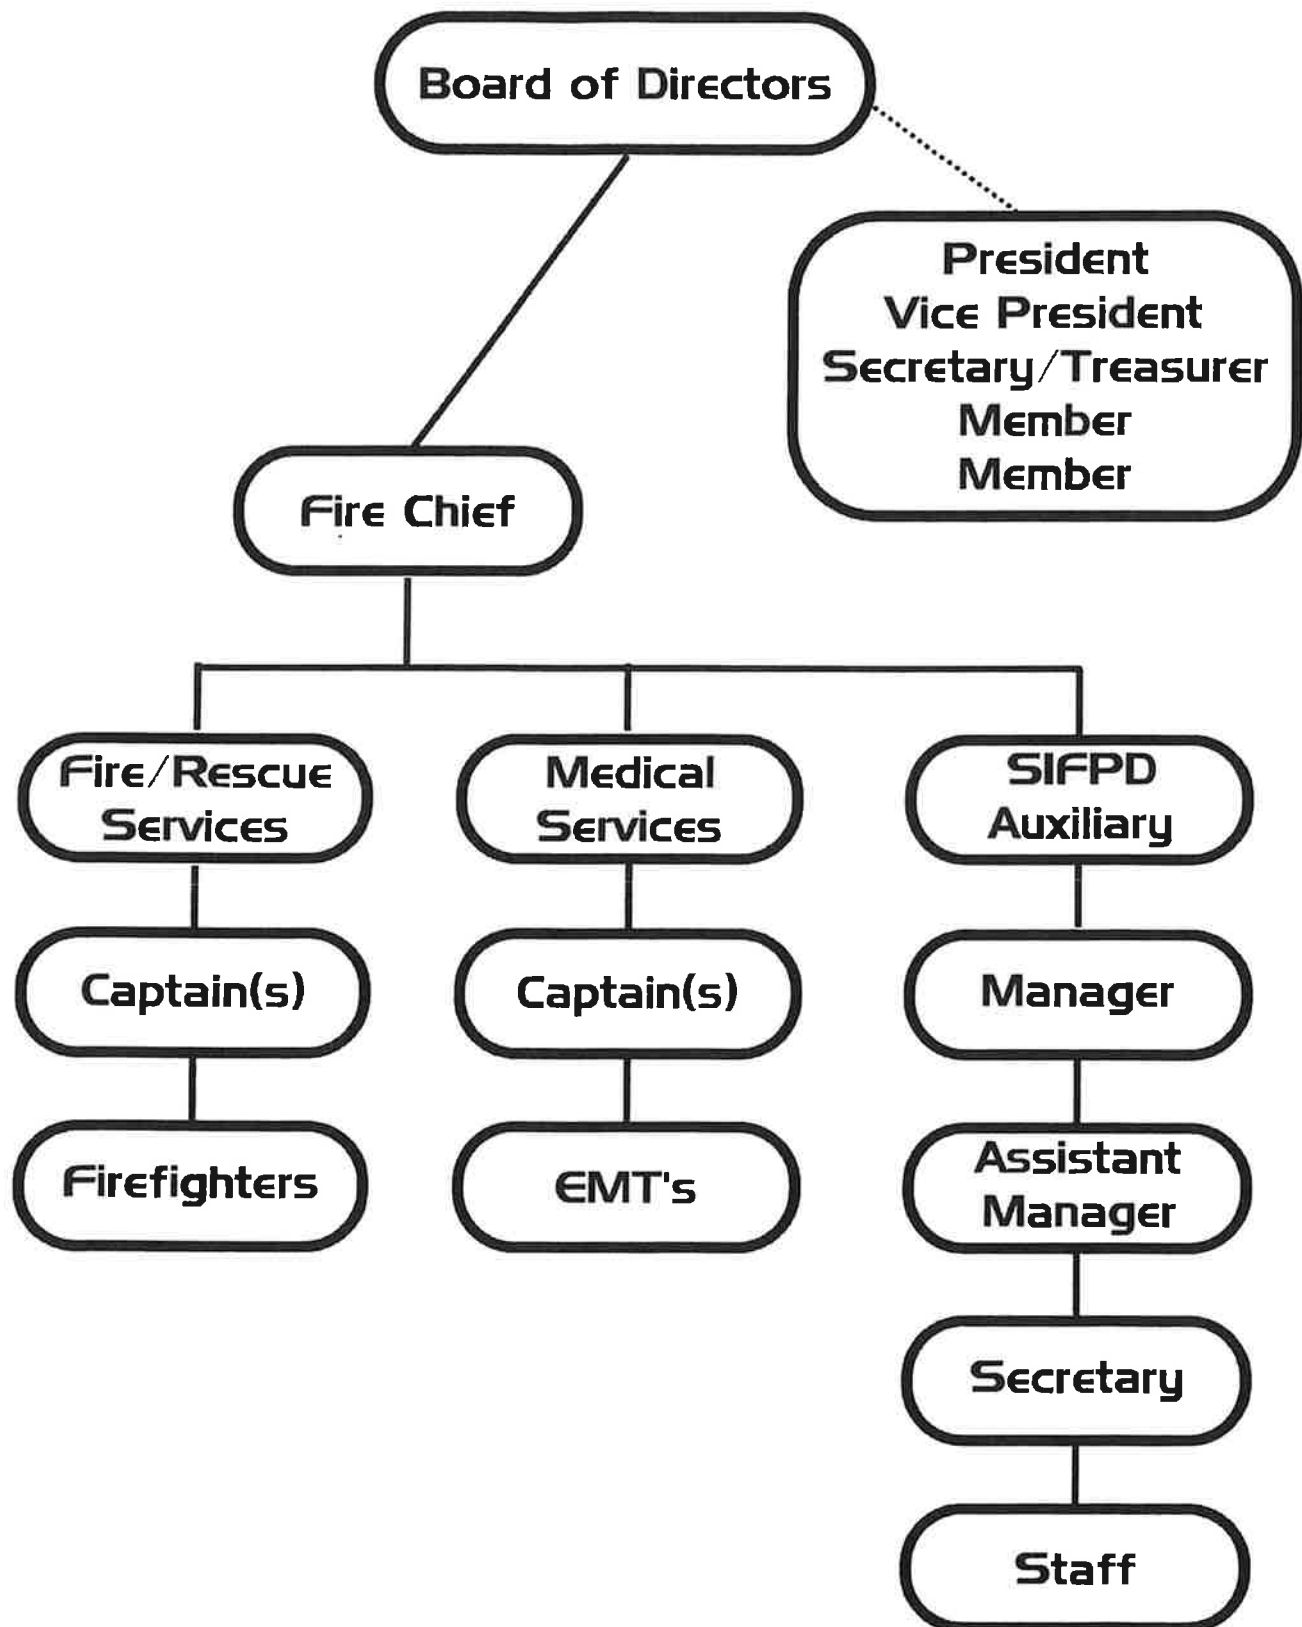 Board of Directors
President
Vice President
Secretary/Treasurer
Member
Member
Fire Chief
Fire/Rescue
Services
Medical
Services
SIFPD
Auxiliary
Captain(s)
Captain(s)
Manager
Firefighters
EMT's
Assistant
Manager
Secretary
Staff